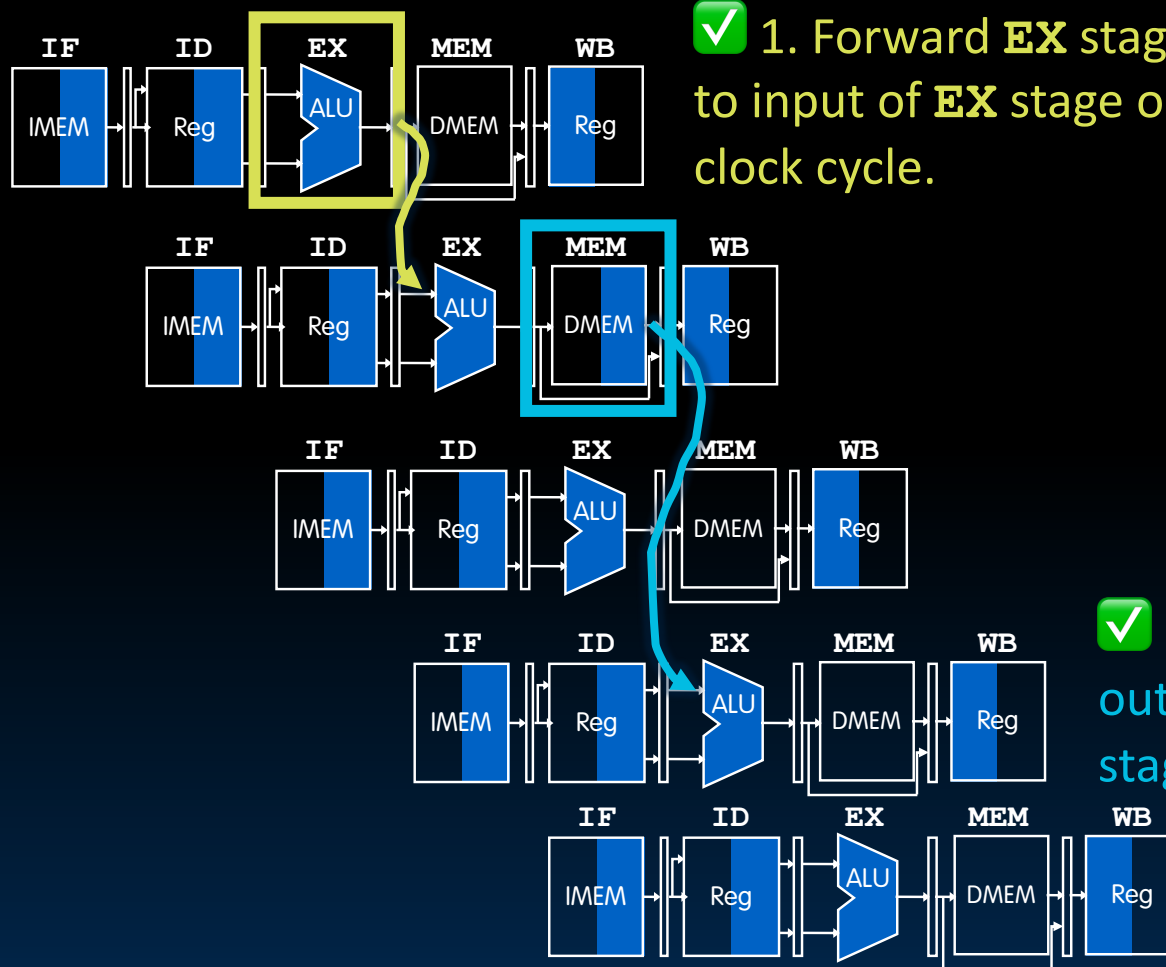 IF ID EX MEM WB
✅ 1. Forward EX stag
to input of EX stage o
clock cycle.
IMEM Reg ALU DMEM Reg
IF ID EX MEM WB
IMEM Reg ALU DMEM Reg
IF ID EX MEM WB
IMEM Reg ALU DMEM Reg
IF ID EX MEM WB
IMEM Reg ALU DMEM Reg
✅
out
stag
IF ID EX MEM WB
IMEM Reg ALU DMEM Reg